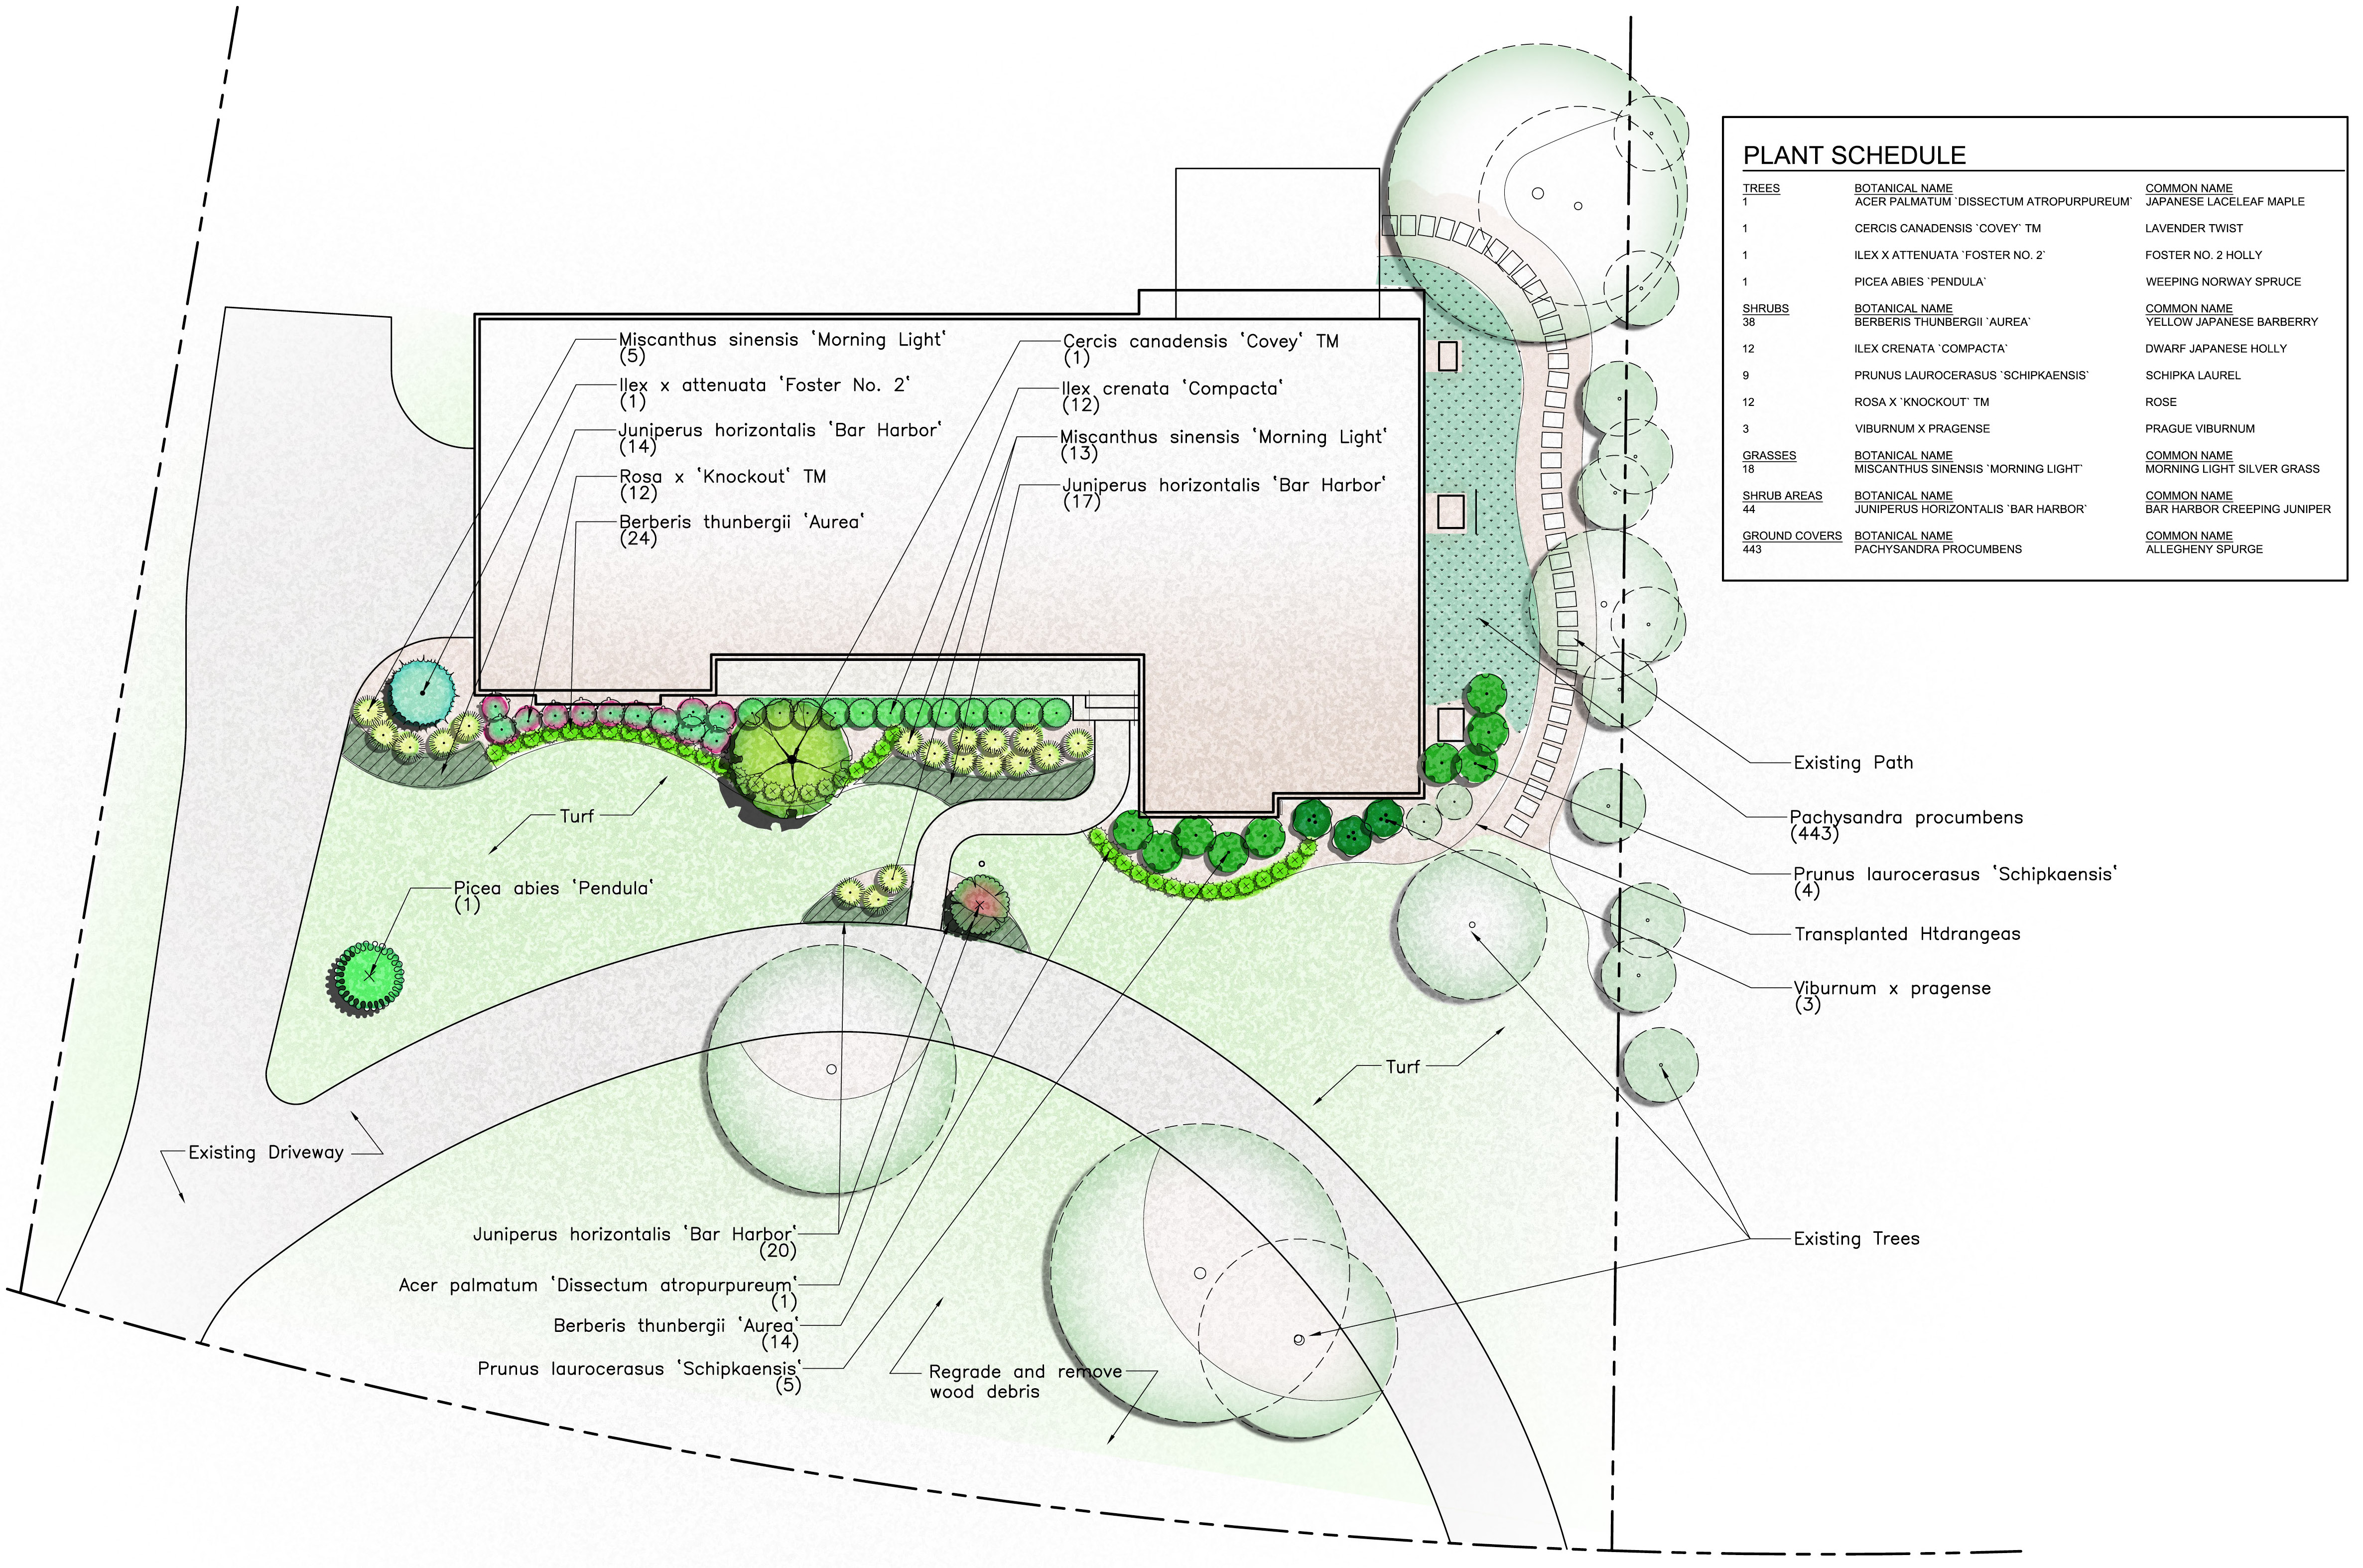 PLANT SCHEDULE
TREES BOTANICAL NAME COMMON NAME
1 ACER PALMATUM `DISSECTUM ATROPURPUREUM` JAPANESE LACELEAF MAPLE
1 CERCIS CANADENSIS `COVEY` TM LAVENDER TWIST
1 ILEX X ATTENUATA `FOSTER NO. 2` FOSTER NO. 2 HOLLY
1 PICEA ABIES `PENDULA` WEEPING NORWAY SPRUCE
SHRUBS BOTANICAL NAME COMMON NAME
38 BERBERIS THUNBERGII `AUREA` YELLOW JAPANESE BARBERRY
12 ILEX CRENATA `COMPACTA` DWARF JAPANESE HOLLY
9 PRUNUS LAUROCERASUS `SCHIPKAENSIS` SCHIPKA LAUREL
12 ROSA X `KNOCKOUT` TM ROSE
3 VIBURNUM X PRAGENSE PRAGUE VIBURNUM
GRASSES BOTANICAL NAME COMMON NAME
18 MISCANTHUS SINENSIS `MORNING LIGHT` MORNING LIGHT SILVER GRASS
SHRUB AREAS BOTANICAL NAME COMMON NAME
44 JUNIPERUS HORIZONTALIS `BAR HARBOR` BAR HARBOR CREEPING JUNIPER
GROUND COVERS BOTANICAL NAME COMMON NAME
443 PACHYSANDRA PROCUMBENS ALLEGHENY SPURGE
Miscanthus sinensis `Morning Light`
(5)
Ilex x attenuata `Foster No. 2`
(1)
Juniperus horizontalis `Bar Harbor`
(14)
Rosa x `Knockout` TM
(12)
Berberis thunbergii `Aurea`
(24)
Cercis canadensis `Covey` TM
(1)
Ilex crenata `Compacta`
(12)
Miscanthus sinensis `Morning Light`
(13)
Juniperus horizontalis `Bar Harbor`
(17)
Existing Path
Pachysandra procumbens
(443)
Prunus laurocerasus `Schipkaensis`
(4)
Transplanted Htdrangeas
Viburnum x pragense
(3)
Turf
Picea abies `Pendula`
(1)
Turf
Existing Driveway
Existing Trees
Juniperus horizontalis `Bar Harbor`
(20)
Acer palmatum `Dissectum atropurpureum`
(1)
Berberis thunbergii `Aurea`
(14)
Prunus laurocerasus `Schipkaensis`
(5)
Regrade and remove
wood debris